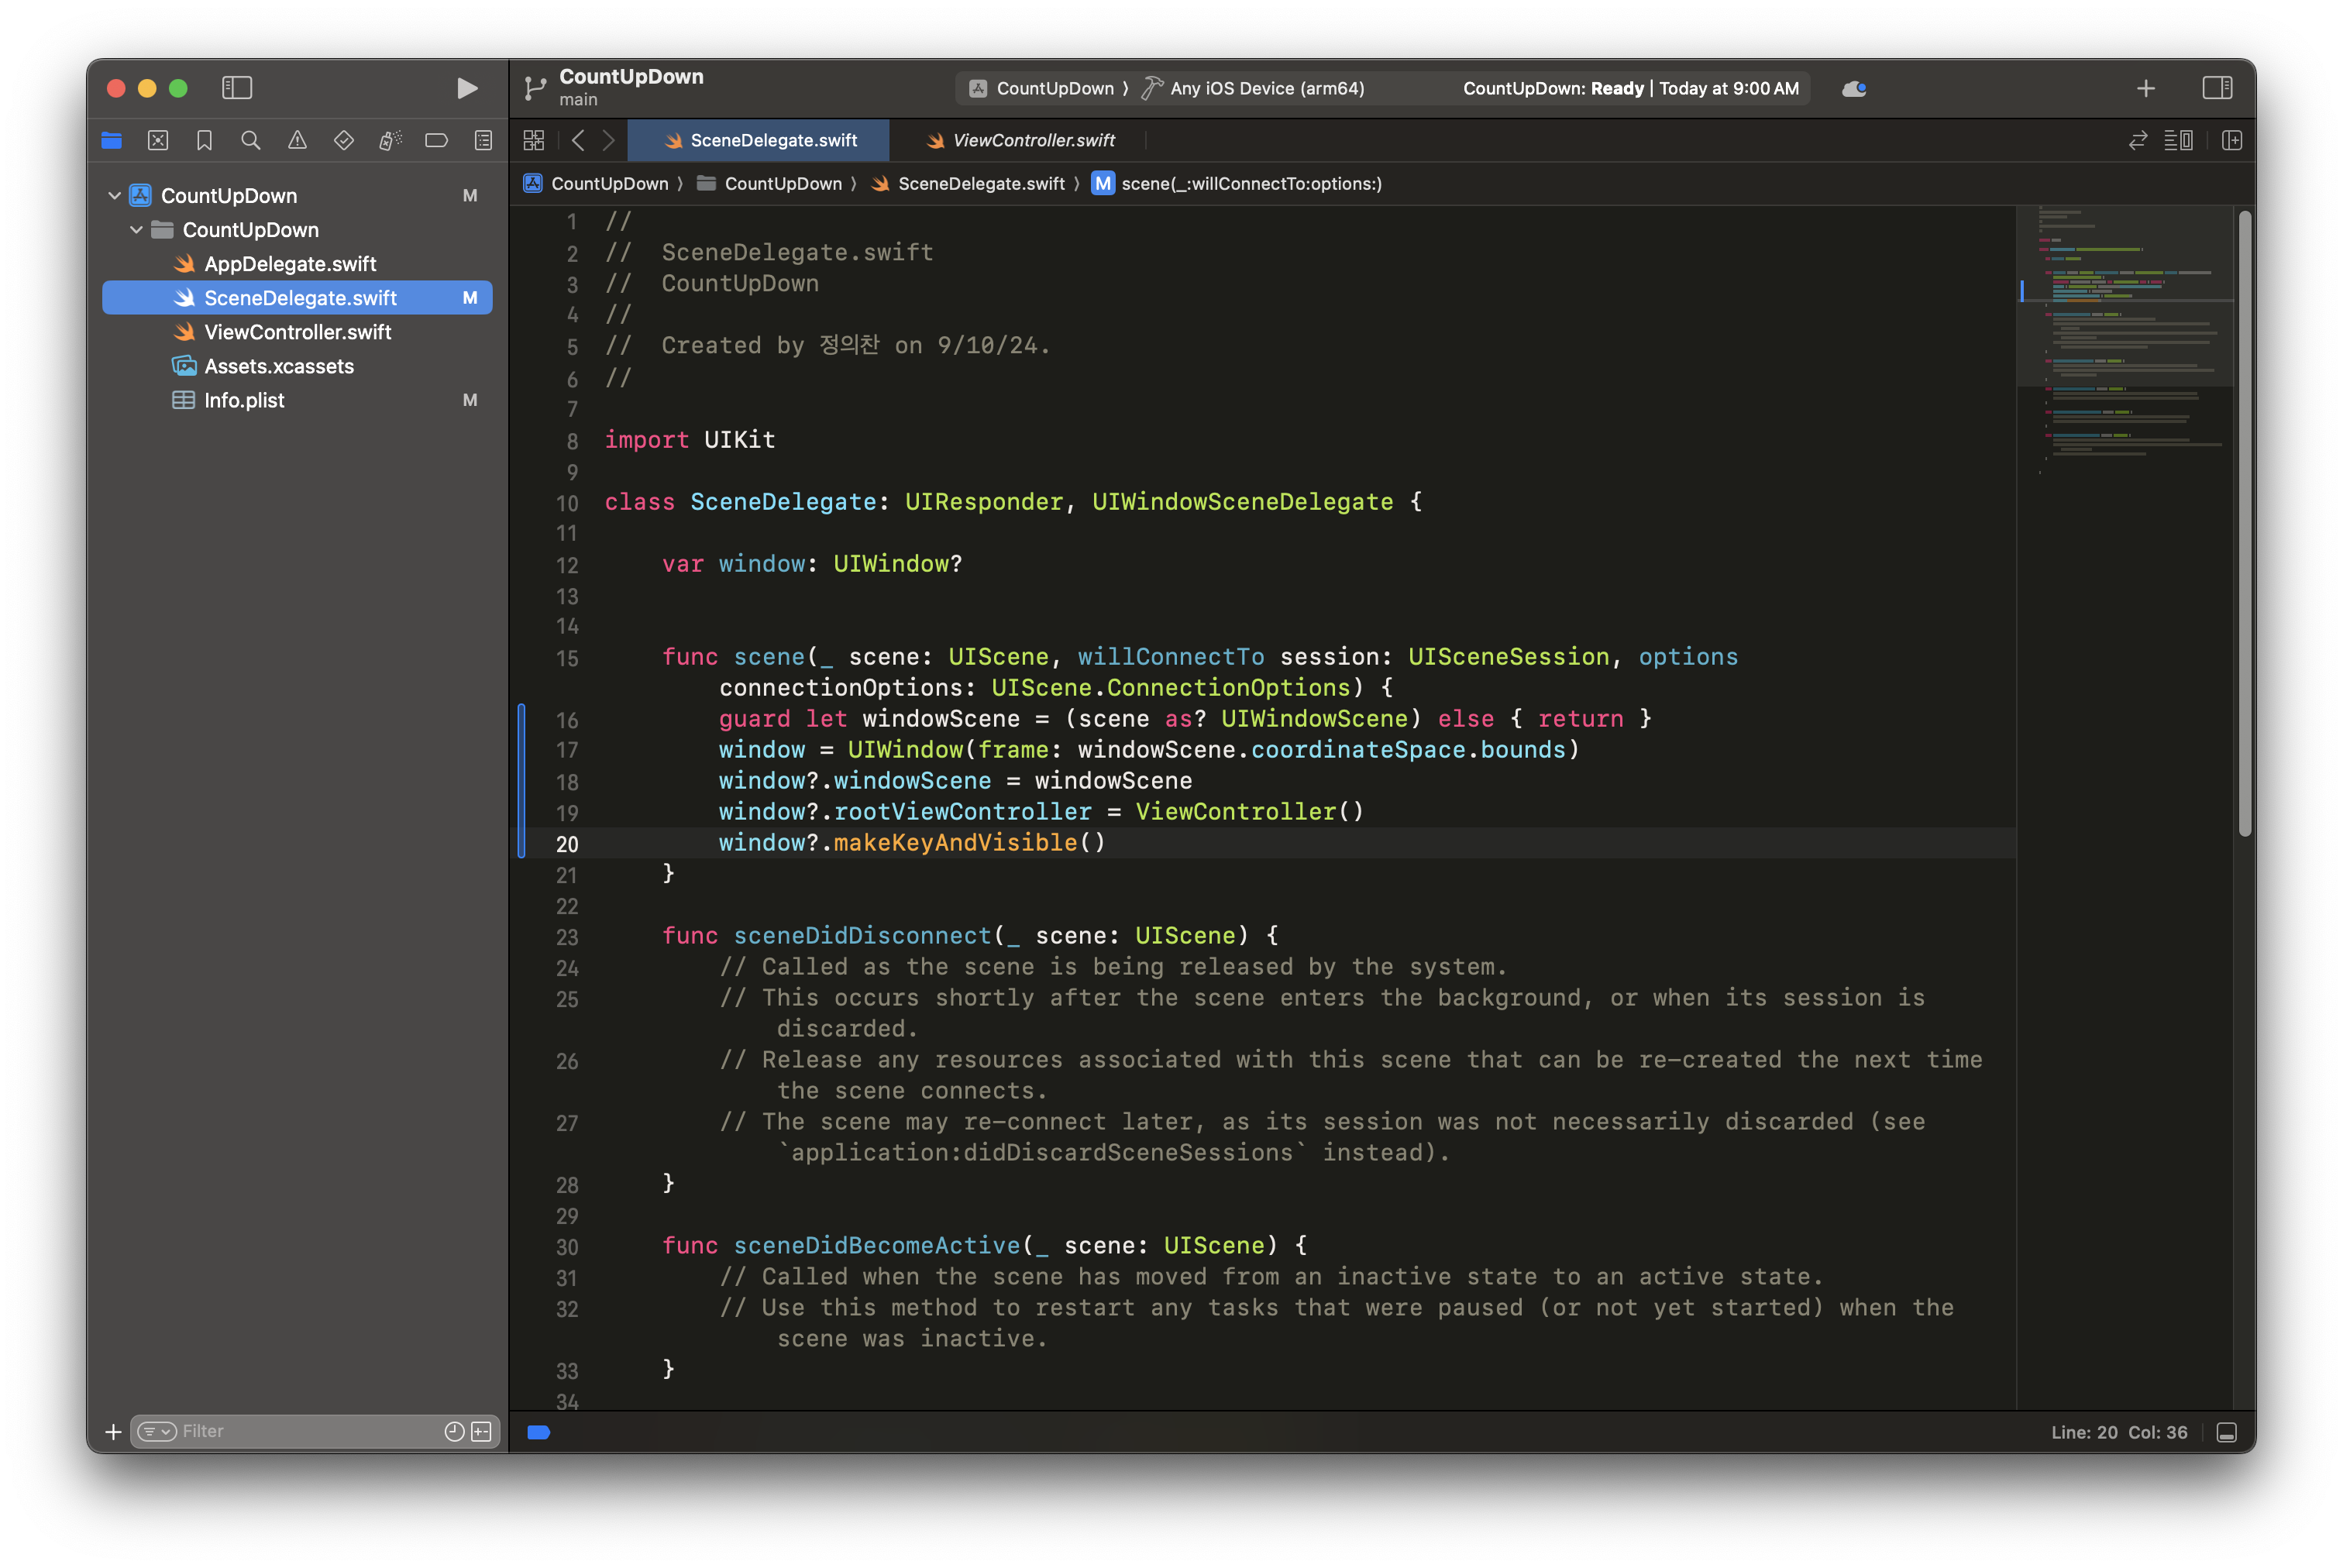 CountUpDown
main
CountUpDown 〉 Any iOS Device (arm64)
CountUpDown: Ready | Today at 9:00 AM
SceneDelegate.swift
ViewController.swift
CountUpDown 〉 CountUpDown 〉 SceneDelegate.swift 〉 M scene(_:willConnectTo:options:)
CountUpDown M
CountUpDown
AppDelegate.swift
SceneDelegate.swift M
ViewController.swift
Assets.xcassets
Info.plist M
Filter
1 //
2 //  SceneDelegate.swift
3 //  CountUpDown
4 //
5 //  Created by 정의찬 on 9/10/24.
6 //
7
8 import UIKit
9
10 class SceneDelegate: UIResponder, UIWindowSceneDelegate {
11
12     var window: UIWindow?
13
14
15     func scene(_ scene: UIScene, willConnectTo session: UISceneSession, options
connectionOptions: UIScene.ConnectionOptions) {
16         guard let windowScene = (scene as? UIWindowScene) else { return }
17         window = UIWindow(frame: windowScene.coordinateSpace.bounds)
18         window?.windowScene = windowScene
19         window?.rootViewController = ViewController()
20         window?.makeKeyAndVisible()
21     }
22
23     func sceneDidDisconnect(_ scene: UIScene) {
24         // Called as the scene is being released by the system.
25         // This occurs shortly after the scene enters the background, or when its session is
discarded.
26         // Release any resources associated with this scene that can be re-created the next time
the scene connects.
27         // The scene may re-connect later, as its session was not necessarily discarded (see
`application:didDiscardSceneSessions` instead).
28     }
29
30     func sceneDidBecomeActive(_ scene: UIScene) {
31         // Called when the scene has moved from an inactive state to an active state.
32         // Use this method to restart any tasks that were paused (or not yet started) when the
scene was inactive.
33     }
34
Line: 20 Col: 36